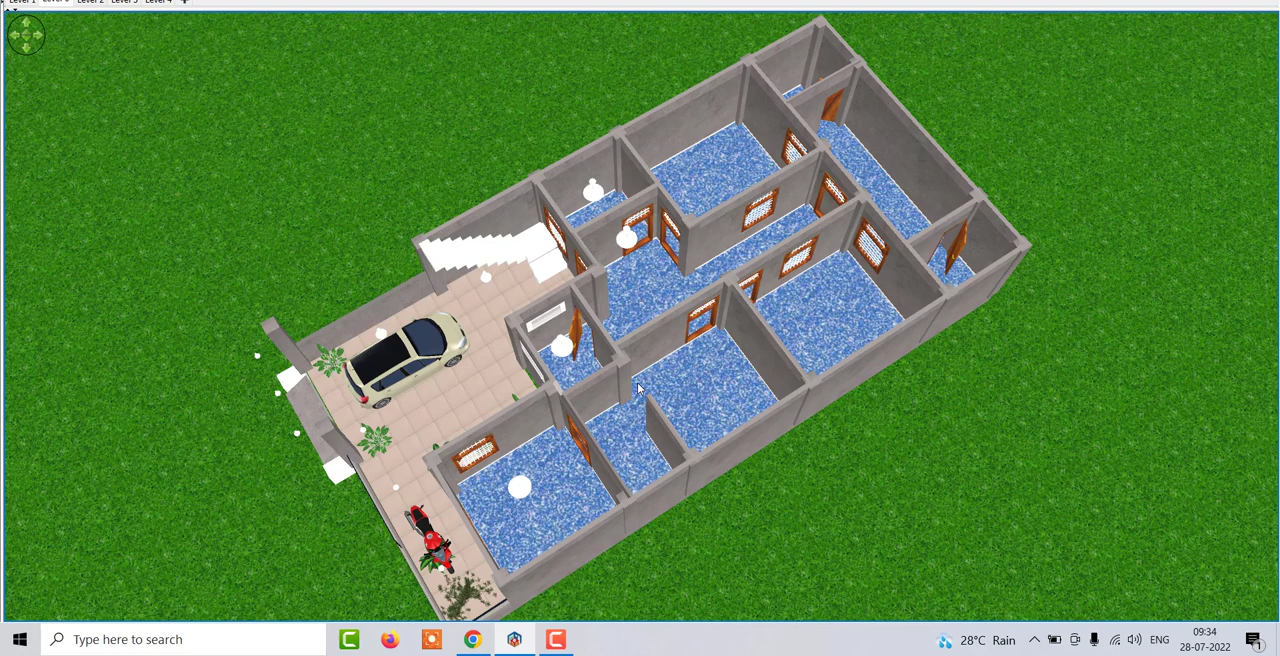 Level 1 Level 2 Level 3 Level 4
Type here to search
28°C Rain
ENG
09:34
28-07-2022
1